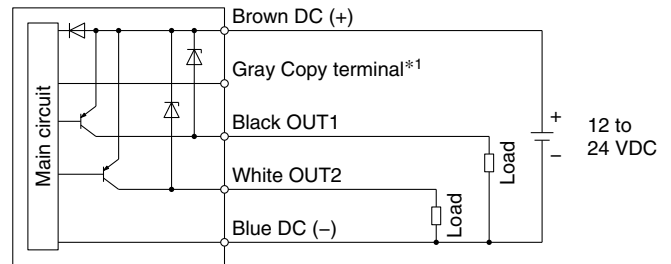 Brown DC (+)
Gray Copy terminal*1
Main circuit
Black OUT1
White OUT2
Blue DC (−)
Load
Load
+
−
12 to
24 VDC